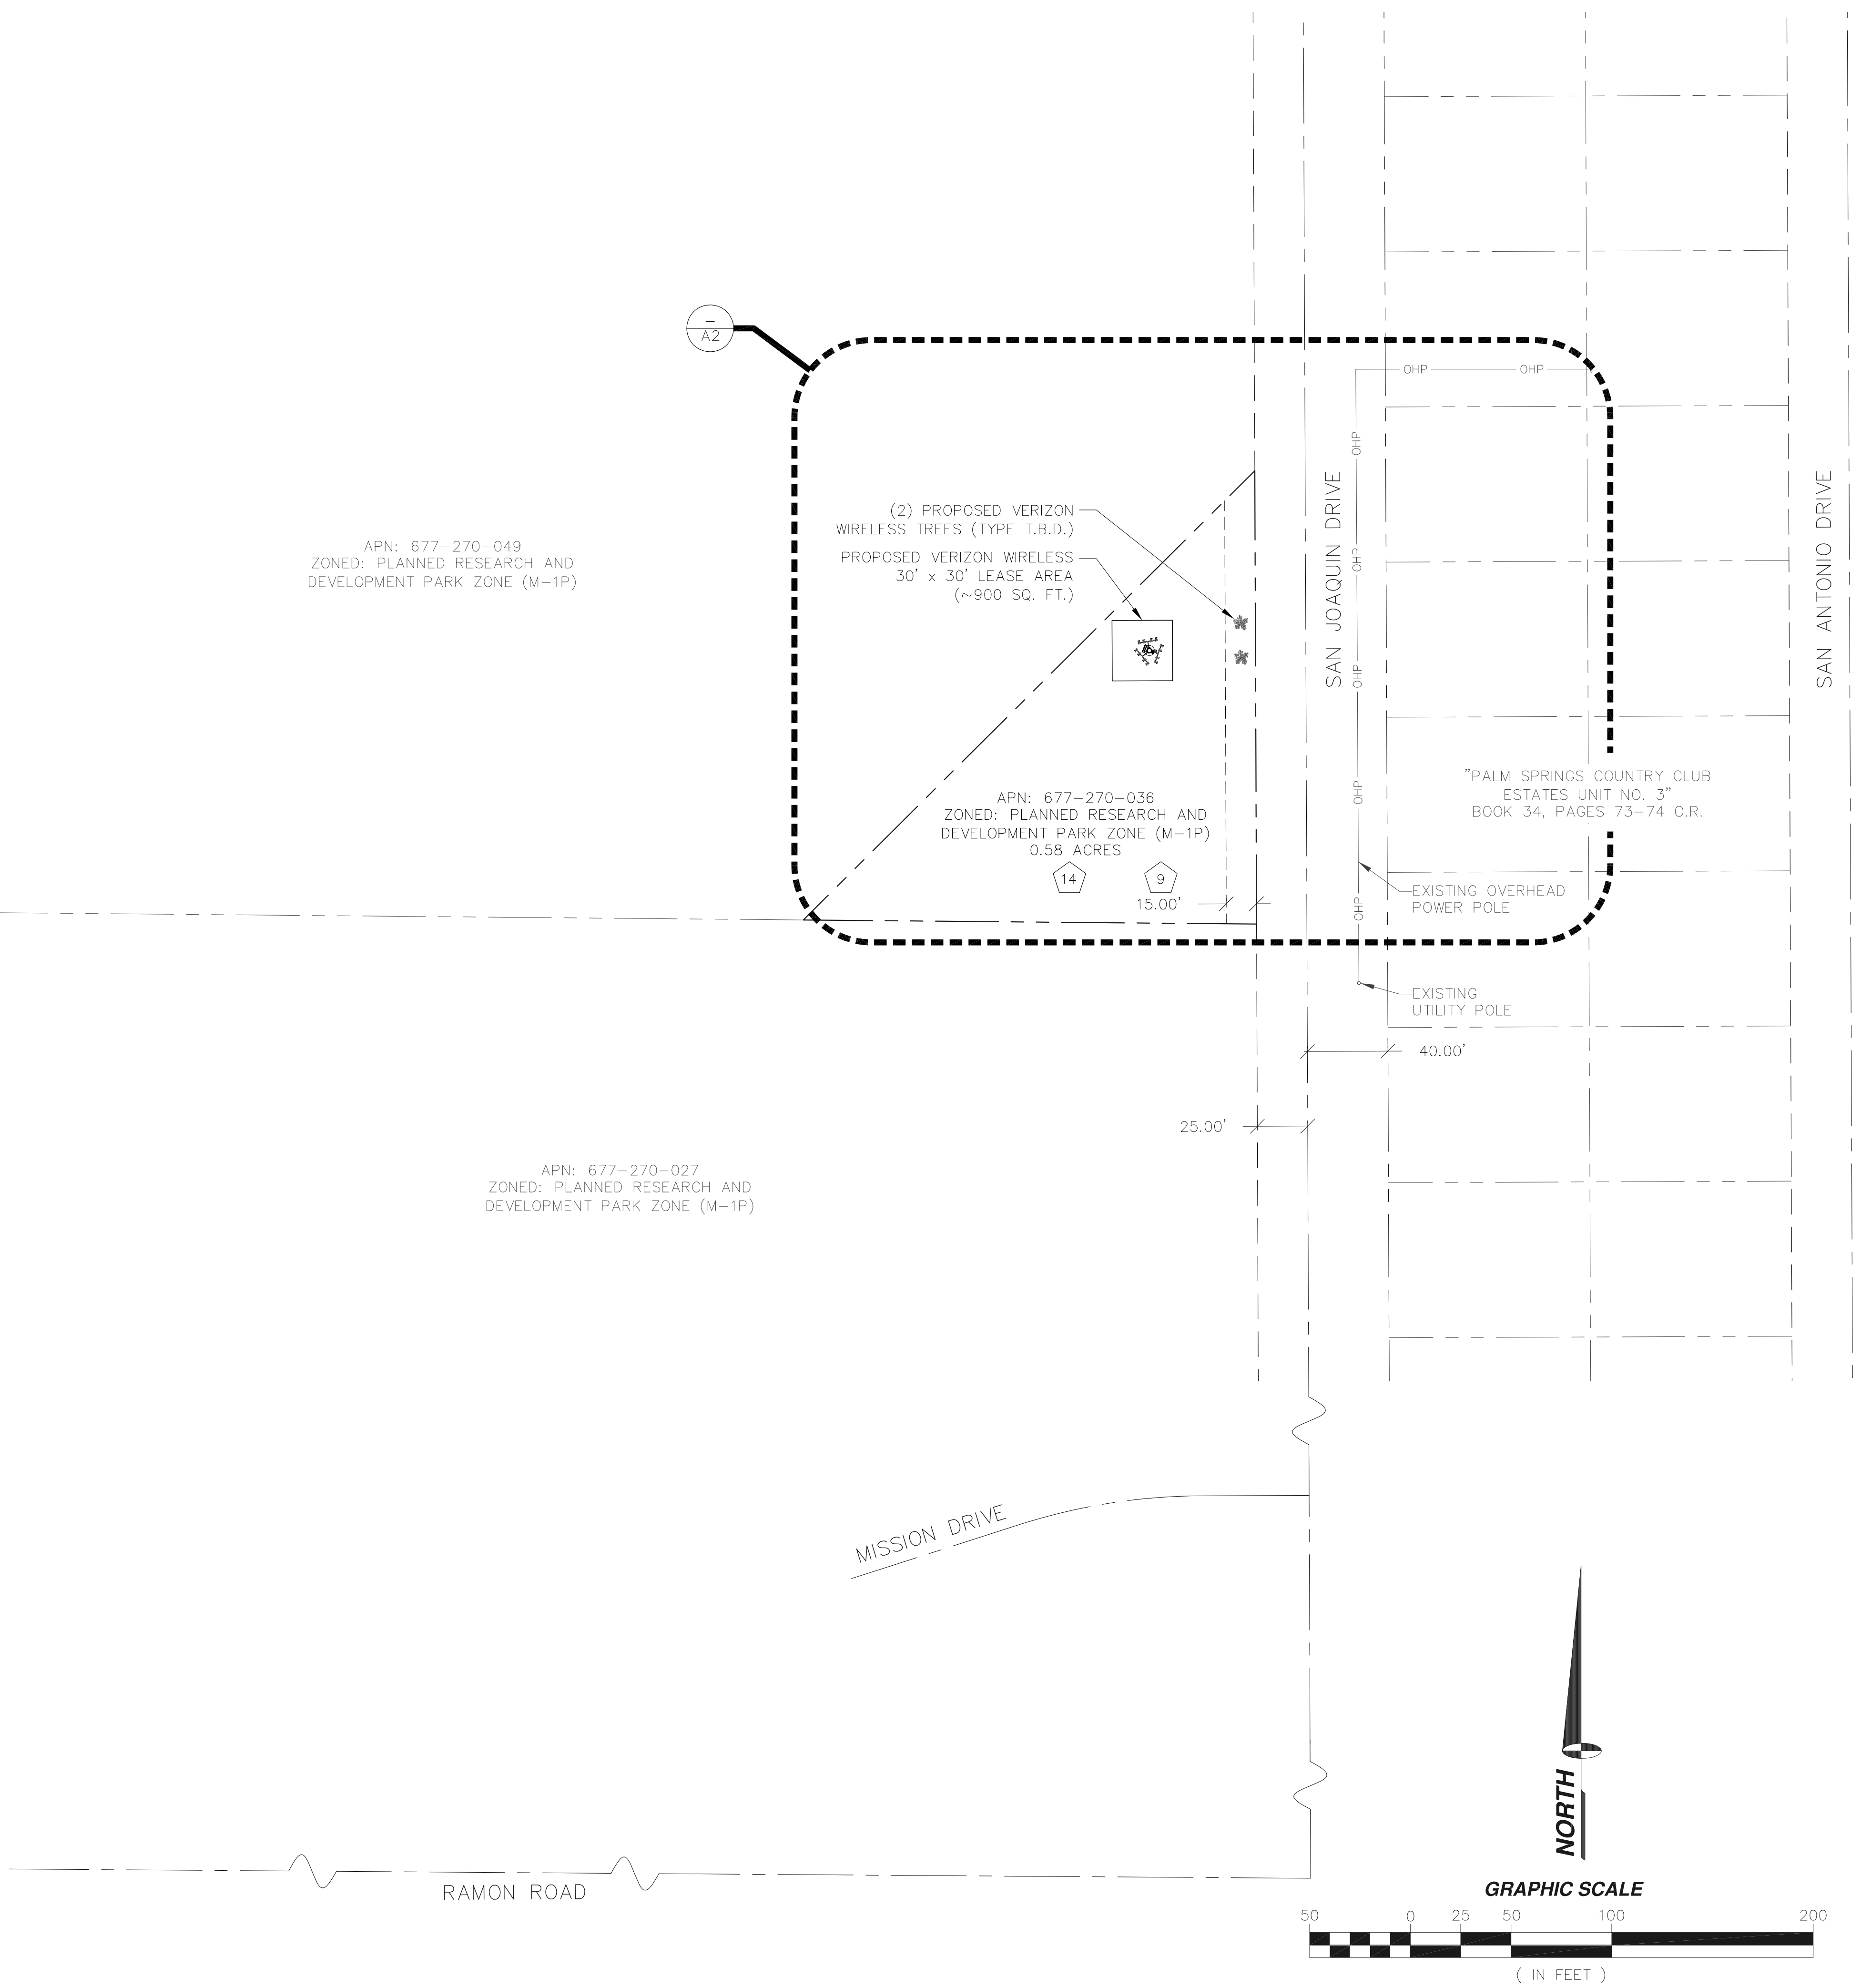 —
A2
OHP
OHP
OHP
(2) PROPOSED VERIZON
WIRELESS TREES (TYPE T.B.D.)
PROPOSED VERIZON WIRELESS
30' x 30' LEASE AREA
(~900 SQ. FT.)
APN: 677-270-049
ZONED: PLANNED RESEARCH AND
DEVELOPMENT PARK ZONE (M-1P)
SAN JOAQUIN DRIVE
OHP
OHP
SAN ANTONIO DRIVE
"PALM SPRINGS COUNTRY CLUB
ESTATES UNIT NO. 3"
BOOK 34, PAGES 73-74 O.R.
APN: 677-270-036
ZONED: PLANNED RESEARCH AND
DEVELOPMENT PARK ZONE (M-1P)
0.58 ACRES
14
9
15.00'
OHP
OHP
EXISTING OVERHEAD
POWER POLE
EXISTING
UTILITY POLE
40.00'
25.00'
APN: 677-270-027
ZONED: PLANNED RESEARCH AND
DEVELOPMENT PARK ZONE (M-1P)
MISSION DRIVE
NORTH
RAMON ROAD
GRAPHIC SCALE
50 0 25 50 100 200
( IN FEET )